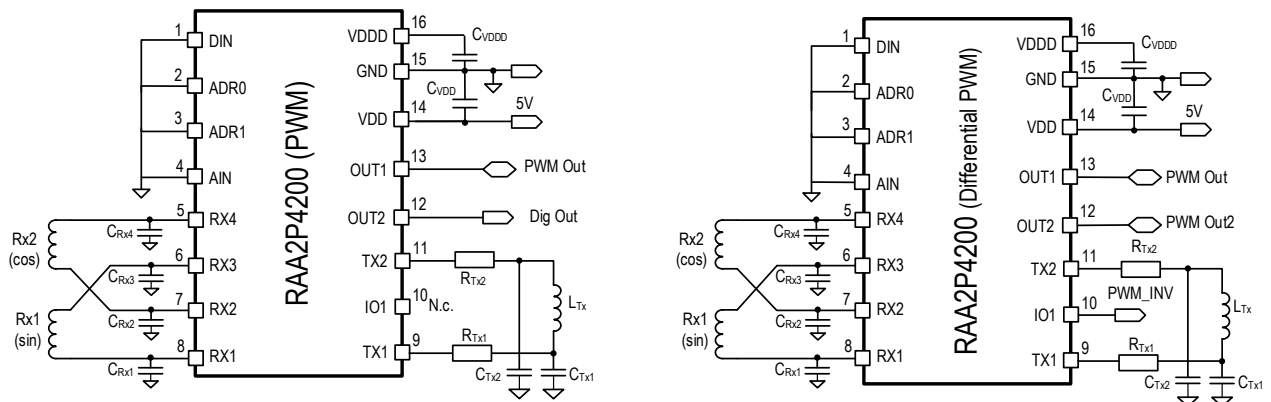 1 DIN
2 ADR0
3 ADR1
4 AIN
5 RX4
6 RX3
7 RX2
8 RX1
RAA2P4200 (PWM)
VDDD 16
GND 15
VDD 14
OUT1 13
OUT2 12
TX2 11
IO1 10 N.c.
TX1 9
CVDDD
CVDD
5V
PWM Out
Dig Out
RTx2
LTx
RTx1
CTx2
CTx1
Rx2
(cos)
Rx1
(sin)
CRx4
CRx3
CRx2
CRx1
1 DIN
2 ADR0
3 ADR1
4 AIN
5 RX4
6 RX3
7 RX2
8 RX1
RAA2P4200 (Differential PWM)
VDDD 16
GND 15
VDD 14
OUT1 13
OUT2 12
TX2 11
IO1 10
TX1 9
CVDDD
CVDD
5V
PWM Out
PWM Out2
RTx2
PWM_INV
LTx
RTx1
CTx2
CTx1
Rx2
(cos)
Rx1
(sin)
CRx4
CRx3
CRx2
CRx1